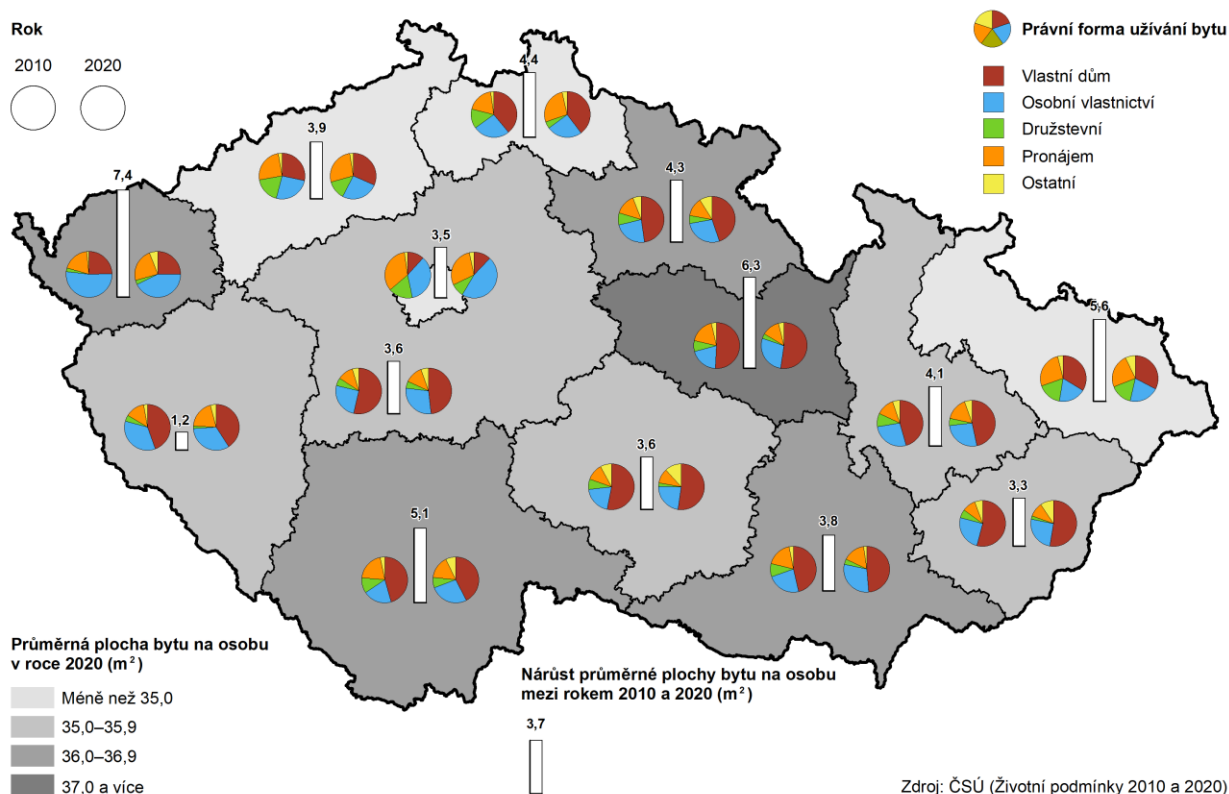 Rok
2010 2020
Právní forma užívání bytu
Vlastní dům
Osobní vlastnictví
Družstevní
Pronájem
Ostatní
4,4
3,9
7,4
4,3
3,5
6,3
5,6
3,6
4,1
1,2
3,6
3,3
5,1
3,8
Průměrná plocha bytu na osobu
v roce 2020 (m²)
Méně než 35,0
35,0–35,9
36,0–36,9
37,0 a více
Nárůst průměrné plochy bytu na osobu
mezi rokem 2010 a 2020 (m²)
3,7
Zdroj: ČSÚ (Životní podmínky 2010 a 2020)